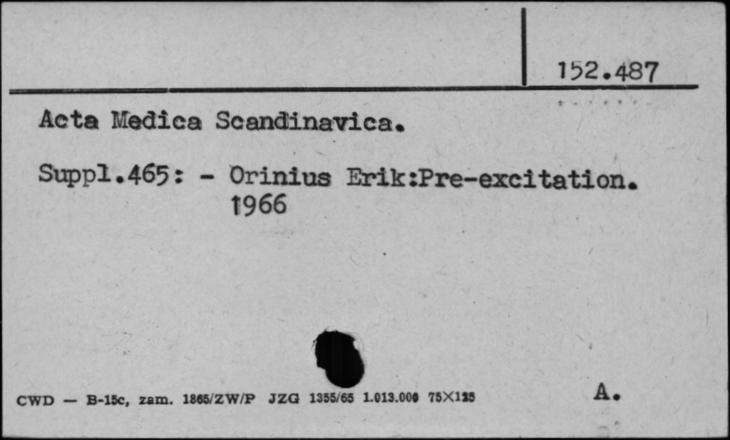 152.487
Acta Medica Scandinavica.
Suppl.465: - Orinius Erik:Pre-excitation.
1966
A.
CWD — B-15c, zam. 1865/ZW/P JZG 1355/65 1.013.000 75X125